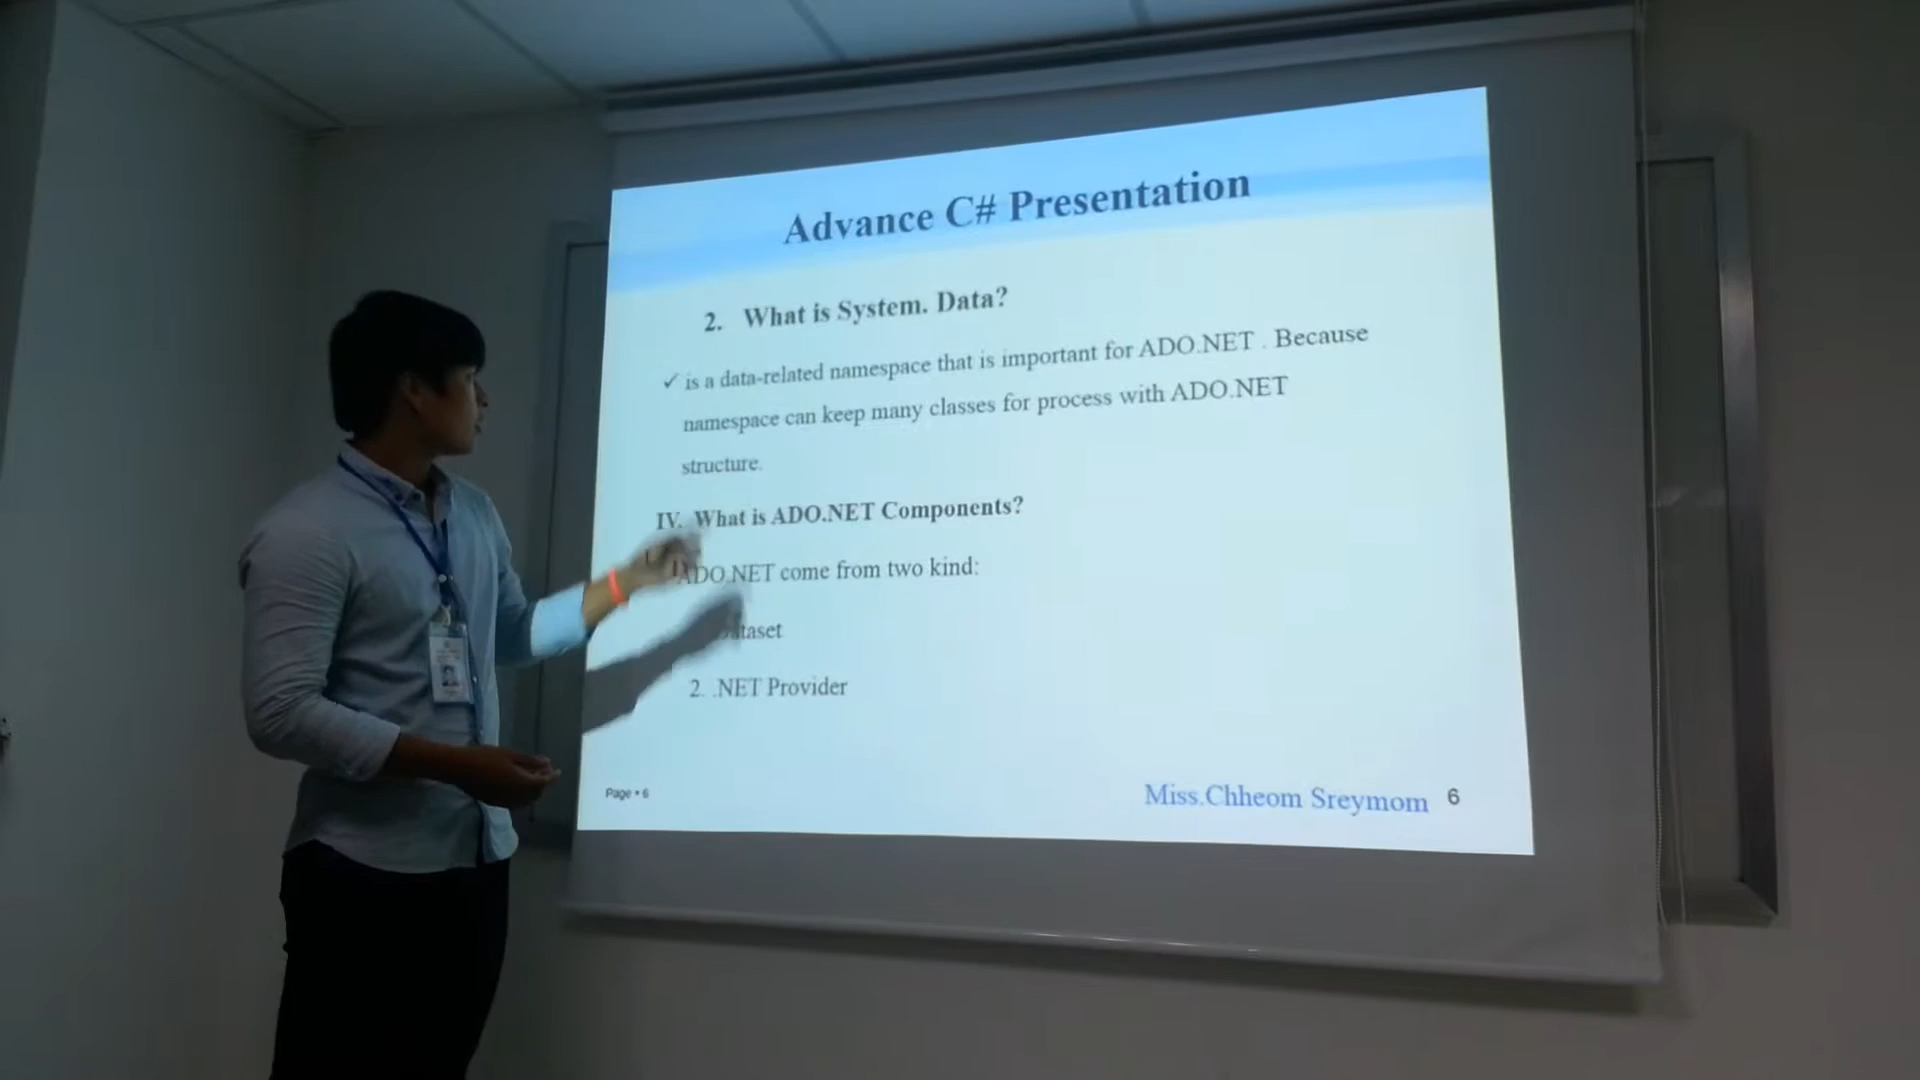 Advance C# Presentation
2. What is System. Data?
✓ is a data-related namespace that is important for ADO.NET . Because
namespace can keep many classes for process with ADO.NET
structure.
IV. What is ADO.NET Components?
ADO.NET come from two kind:
taset
2. .NET Provider
Page • 6
Miss.Chheom Sreymom 6